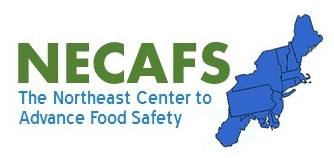 NECAFS
The Northeast Center to
Advance Food Safety